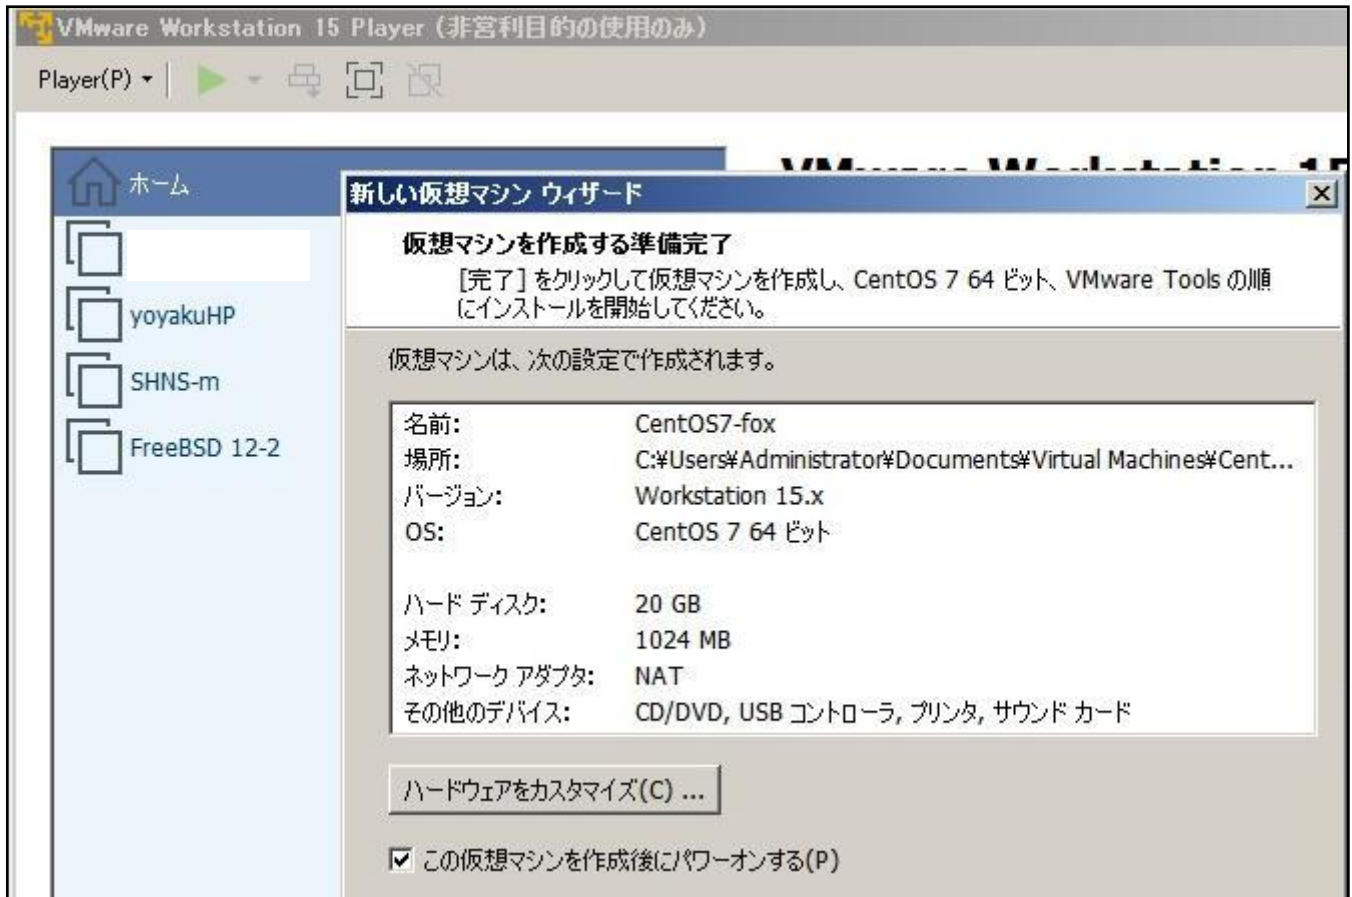 VMware Workstation 15 Player (非営利目的の使用のみ)
Player(P)
ホーム
yoyakuHP
SHNS-m
FreeBSD 12-2
VMware Workstation 15
新しい仮想マシン ウィザード
仮想マシンを作成する準備完了
[完了] をクリックして仮想マシンを作成し、CentOS 7 64 ビット、VMware Tools の順
にインストールを開始してください。
仮想マシンは、次の設定で作成されます。
名前: CentOS7-fox
場所: C:¥Users¥Administrator¥Documents¥Virtual Machines¥Cent...
バージョン: Workstation 15.x
OS: CentOS 7 64 ビット
ハード ディスク: 20 GB
メモリ: 1024 MB
ネットワーク アダプタ: NAT
その他のデバイス: CD/DVD, USB コントローラ, プリンタ, サウンド カード
ハードウェアをカスタマイズ(C) ...
この仮想マシンを作成後にパワーオンする(P)